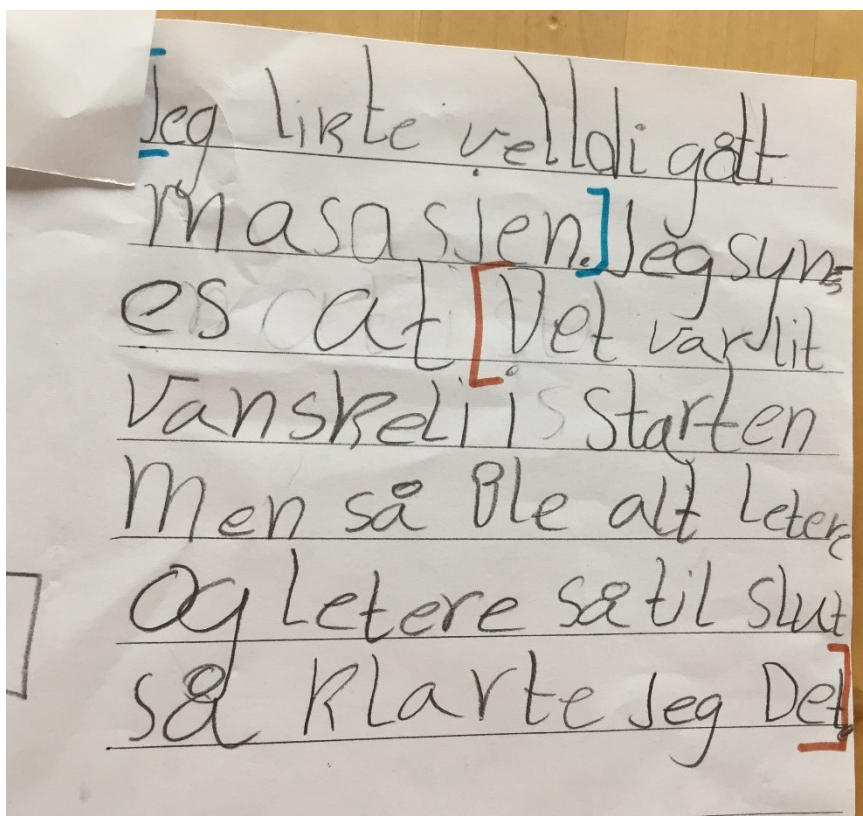 Jeg likte velldi gått
masasjen. Jeg syn
es at Det var lit
Vanskeli i starten
Men så Ble alt Letere
og Letere så til slut
så klarte jeg Det.